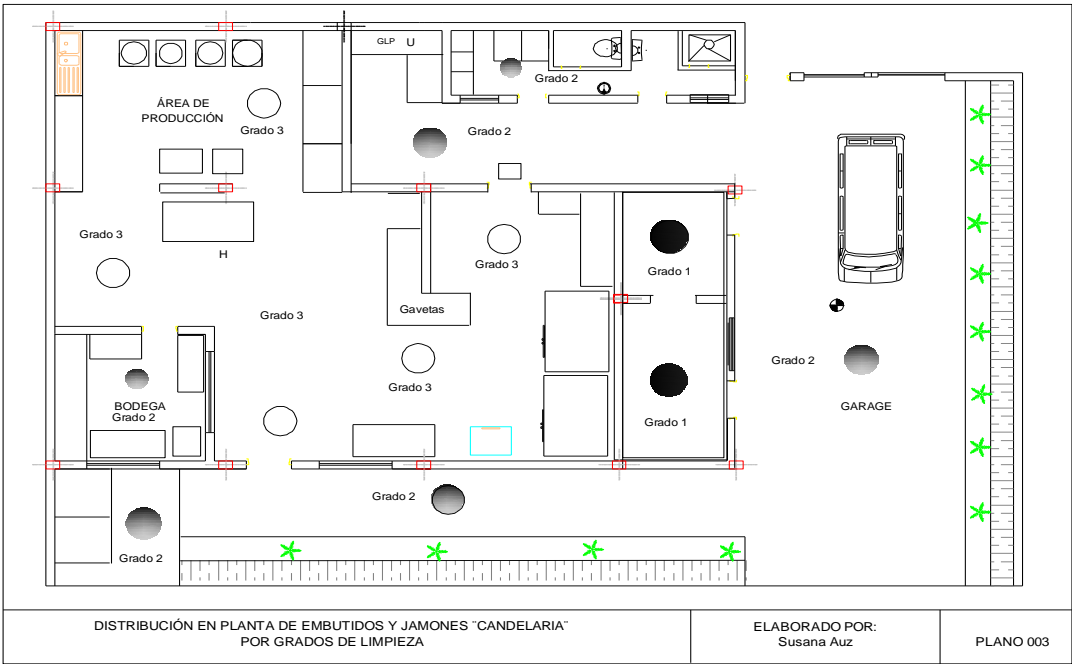 GLP U
Grado 2
ÁREA DE
PRODUCCIÓN
Grado 3
Grado 2
Grado 3
H
Grado 3
Grado 1
Gavetas
Grado 3
Grado 3
Grado 2
GARAGE
BODEGA
Grado 2
Grado 1
Grado 2
Grado 2
DISTRIBUCIÓN EN PLANTA DE EMBUTIDOS Y JAMONES ¨CANDELARIA¨
POR GRADOS DE LIMPIEZA
ELABORADO POR:
Susana Auz
PLANO 003